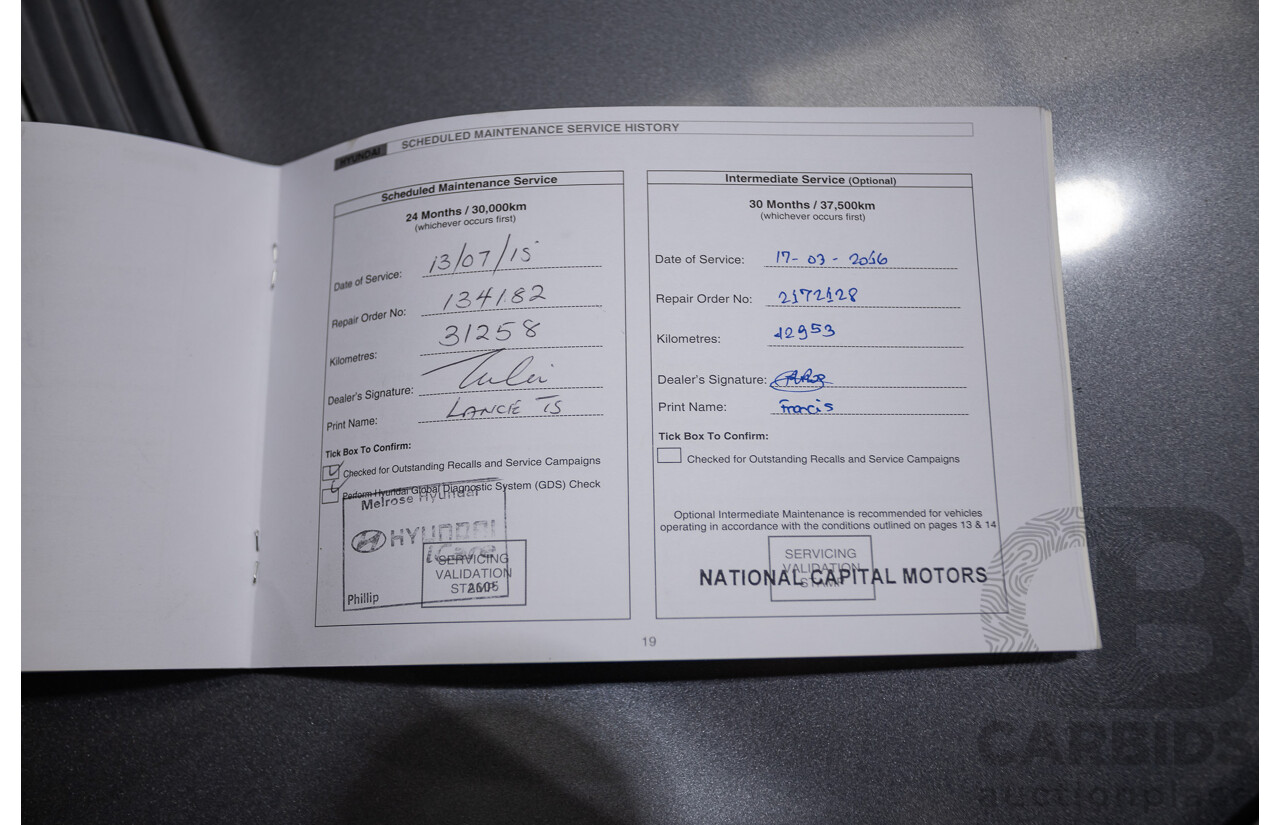 HYUNDAI SCHEDULED MAINTENANCE SERVICE HISTORY
Scheduled Maintenance Service
24 Months / 30,000km
(whichever occurs first)
Date of Service: 13/07/15
Repair Order No: 134182
Kilometres: 31258
Dealer's Signature:
Print Name: LANCIE TS
Tick Box To Confirm:
Checked for Outstanding Recalls and Service Campaigns
Perform Hyundai Global Diagnostic System (GDS) Check
Melrose Hyundai
HYUNDAI
SERVICING
VALIDATION
STAMP
Phillip
Intermediate Service (Optional)
30 Months / 37,500km
(whichever occurs first)
Date of Service: 17-03-2016
Repair Order No: 2172128
Kilometres: 42953
Dealer's Signature:
Print Name: Francis
Tick Box To Confirm:
Checked for Outstanding Recalls and Service Campaigns
Optional Intermediate Maintenance is recommended for vehicles
operating in accordance with the conditions outlined on pages 13 & 14
SERVICING
VALIDATION
STAMP
NATIONAL CAPITAL MOTORS
19
CB
CARBIDS
auctionplace